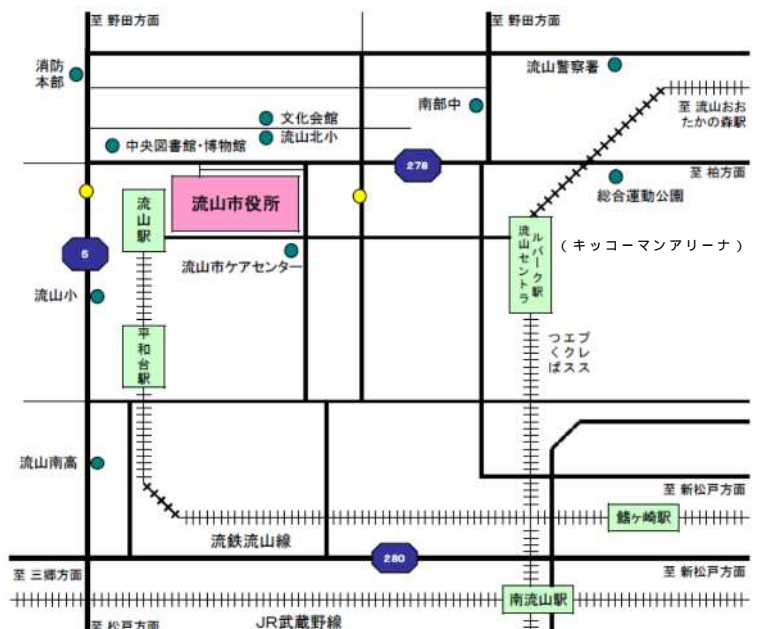 至 野田方面
至 野田方面
消防
本部
流山警察署
南部中
至 流山おお
たかの森駅
文化会館
流山北小
中央図書館・博物館
278
至 柏方面
総合運動公園
流山市役所
流山駅
流山セントラ
ルパーク駅
(キッコーマンアリーナ)
5
流山市ケアセンター
流山小
平和台駅
つくば
エクス
プレス
流山南高
至 新松戸方面
鰭ヶ崎駅
流鉄流山線
280
至 三郷方面
至 新松戸方面
南流山駅
至 松戸方面
JR武蔵野線